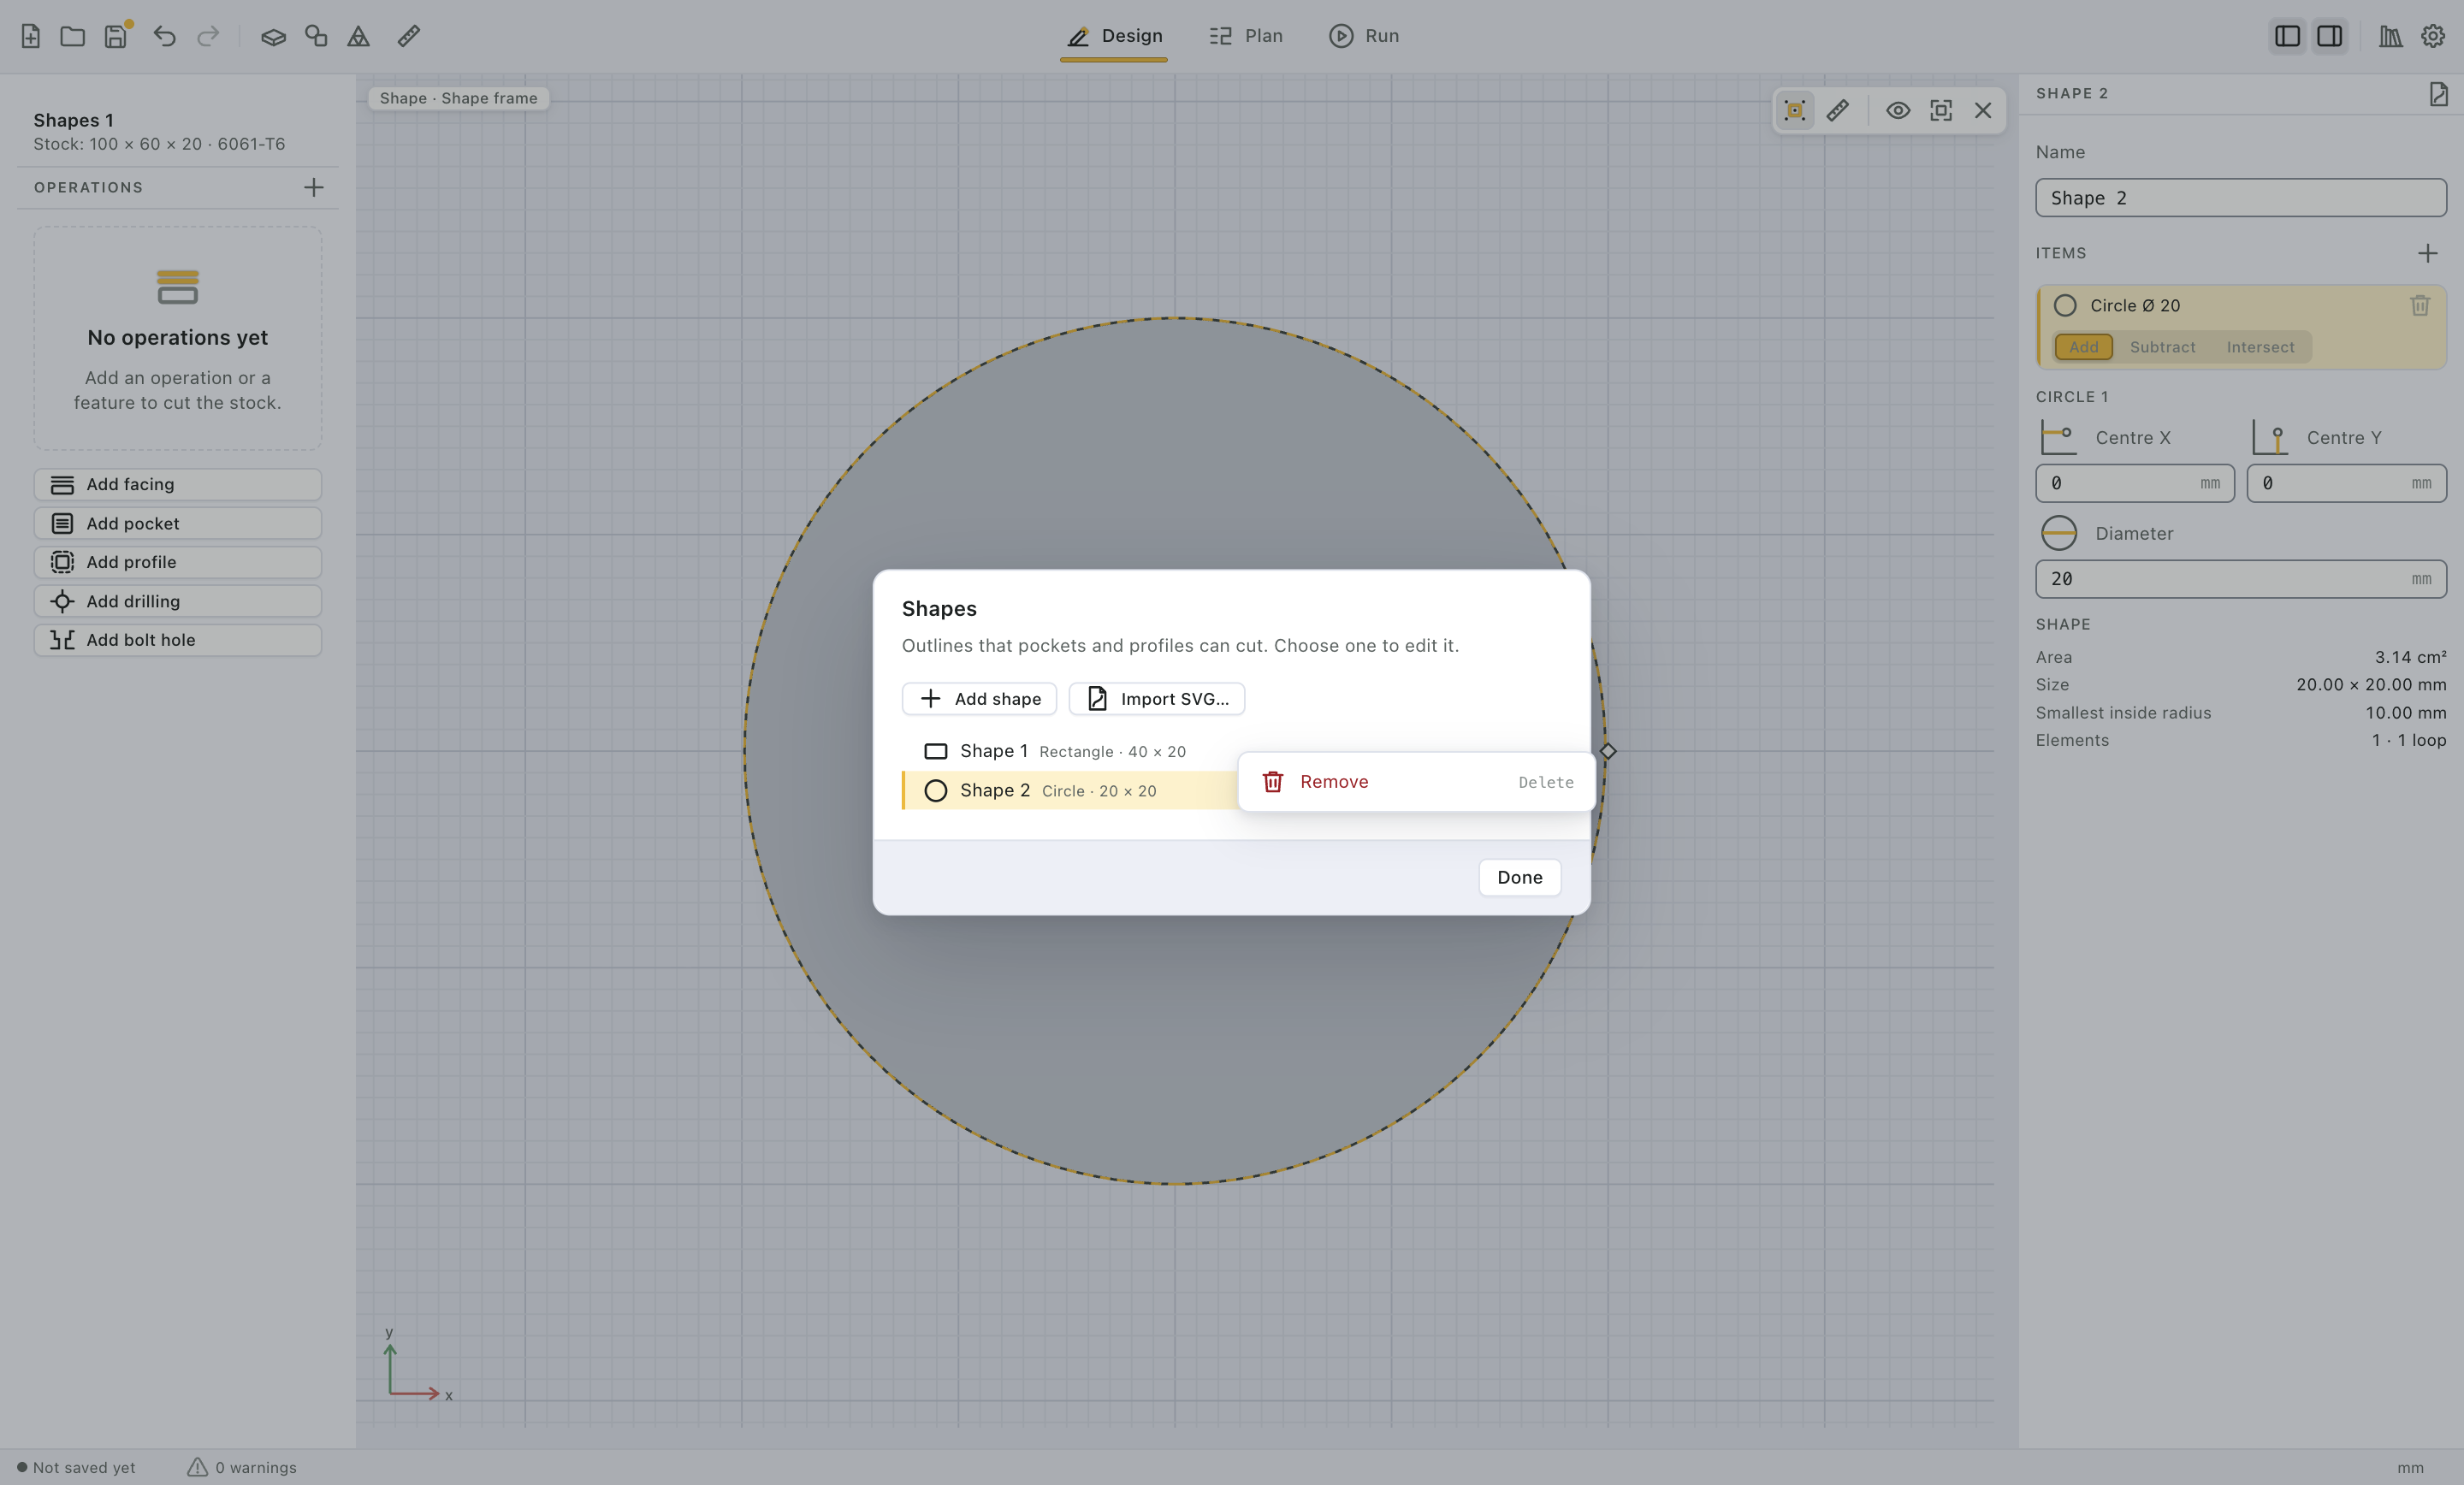 Design
Plan
Run
Shapes 1
Stock: 100 × 60 × 20 · 6061-T6
OPERATIONS
No operations yet
Add an operation or a
feature to cut the stock.
Add facing
Add pocket
Add profile
Add drilling
Add bolt hole
Shape · Shape frame
Shapes
Outlines that pockets and profiles can cut. Choose one to edit it.
Add shape
Import SVG...
Shape 1 Rectangle · 40 × 20
Shape 2 Circle · 20 × 20
Remove Delete
Done
y
x
SHAPE 2
Name
Shape 2
ITEMS
Circle Ø 20
Add Subtract Intersect
CIRCLE 1
Centre X Centre Y
0 mm 0 mm
Diameter
20 mm
SHAPE
Area 3.14 cm²
Size 20.00 × 20.00 mm
Smallest inside radius 10.00 mm
Elements 1 · 1 loop
Not saved yet
0 warnings
mm